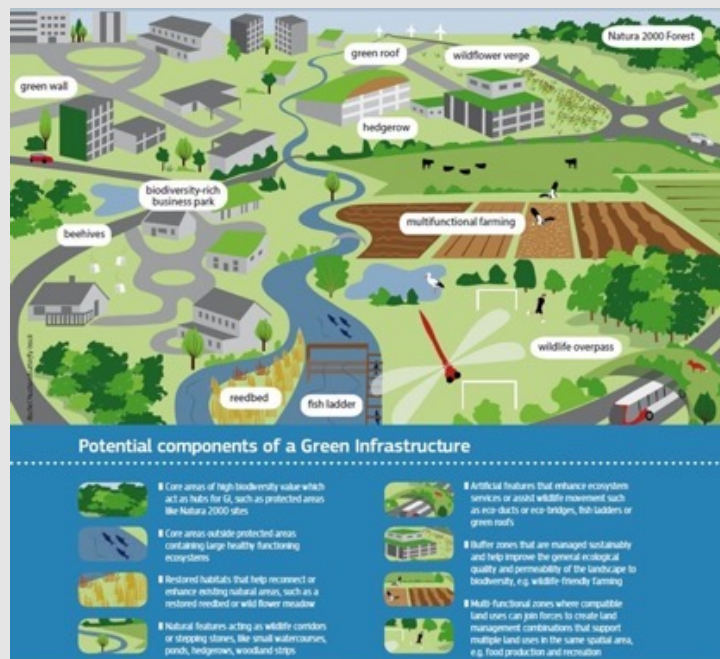 Natura 2000 Forest
green roof
wildflower verge
green wall
hedgerow
biodiversity-rich
business park
multifunctional farming
beehives
wildlife overpass
reedbed
fish ladder
Potential components of a Green Infrastructure
Core areas of high biodiversity value which
act as hubs for GI, such as protected areas
like Natura 2000 sites
Core areas outside protected areas
containing large healthy functioning
ecosystems
Restored habitats that help reconnect or
enhance existing natural areas, such as a
restored reedbed or wild flower meadow
Natural features acting as wildlife corridors
or stepping stones, like small watercourses,
ponds, hedgerows, woodland strips
Artificial features that enhance ecosystem
services or assist wildlife movement such
as eco-ducts or eco-bridges, fish ladders or
green roofs
Buffer zones that are managed sustainably
and help improve the general ecological
quality and permeability of the landscape to
biodiversity, e.g. wildlife-friendly farming
Multi-functional zones where compatible
land uses can join forces to create land
management combinations that support
multiple land uses in the same spatial area,
e.g. food production and recreation